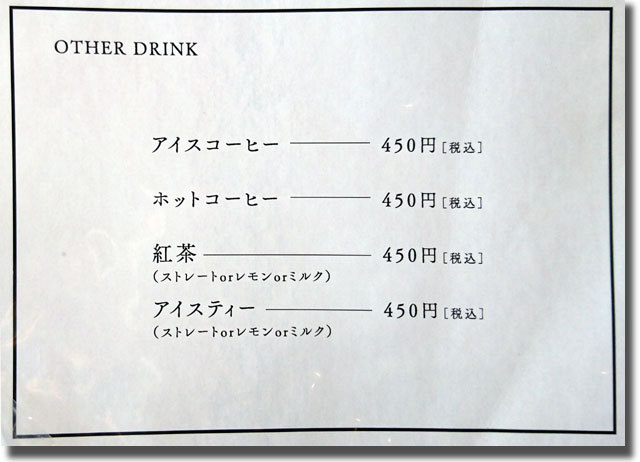 OTHER DRINK
アイスコーヒー 450円[税込]
ホットコーヒー 450円[税込]
紅茶 450円[税込]
(ストレートorレモンorミルク)
アイスティー 450円[税込]
(ストレートorレモンorミルク)